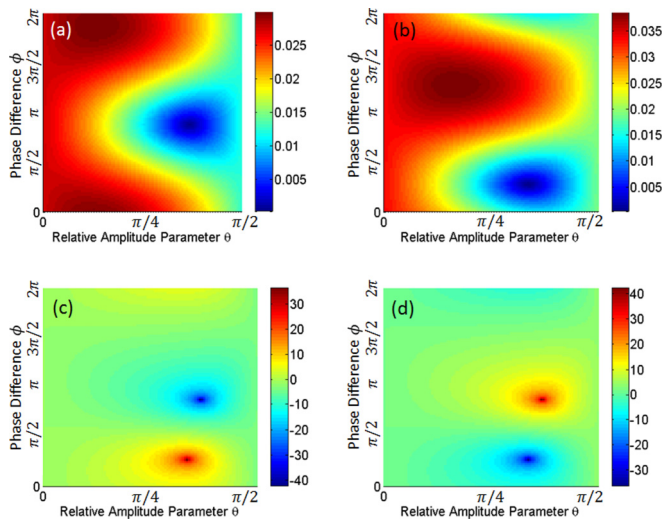 (a)
2π
3π/2
π
π/2
0
Phase Difference ϕ
0
π/4
π/2
Relative Amplitude Parameter θ
0.025
0.020
0.015
0.010
0.005
(b)
2π
3π/2
π
π/2
0
Phase Difference ϕ
0
π/4
π/2
Relative Amplitude Parameter θ
0.035
0.03
0.025
0.02
0.015
0.01
0.005
(c)
2π
3π/2
π
π/2
0
Phase Difference ϕ
0
π/4
π/2
Relative Amplitude Parameter θ
30
20
10
0
-10
-20
-30
-40
(d)
2π
3π/2
π
π/2
0
Phase Difference ϕ
0
π/4
π/2
Relative Amplitude Parameter θ
40
30
20
10
0
-10
-20
-30